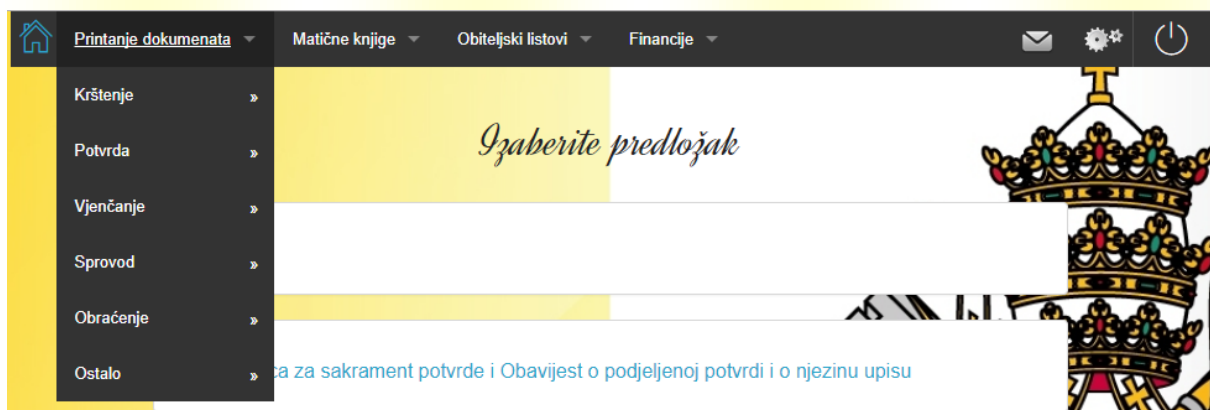 Printanje dokumenata Matične knjige Obiteljski listovi Financije
Krštenje »
Potvrda »
Izaberite predložak
Vjenčanje »
Sprovod »
Obraćenje »
Ostalo »
za sakrament potvrde i Obavijest o podjeljenoj potvrdi i o njezinu upisu